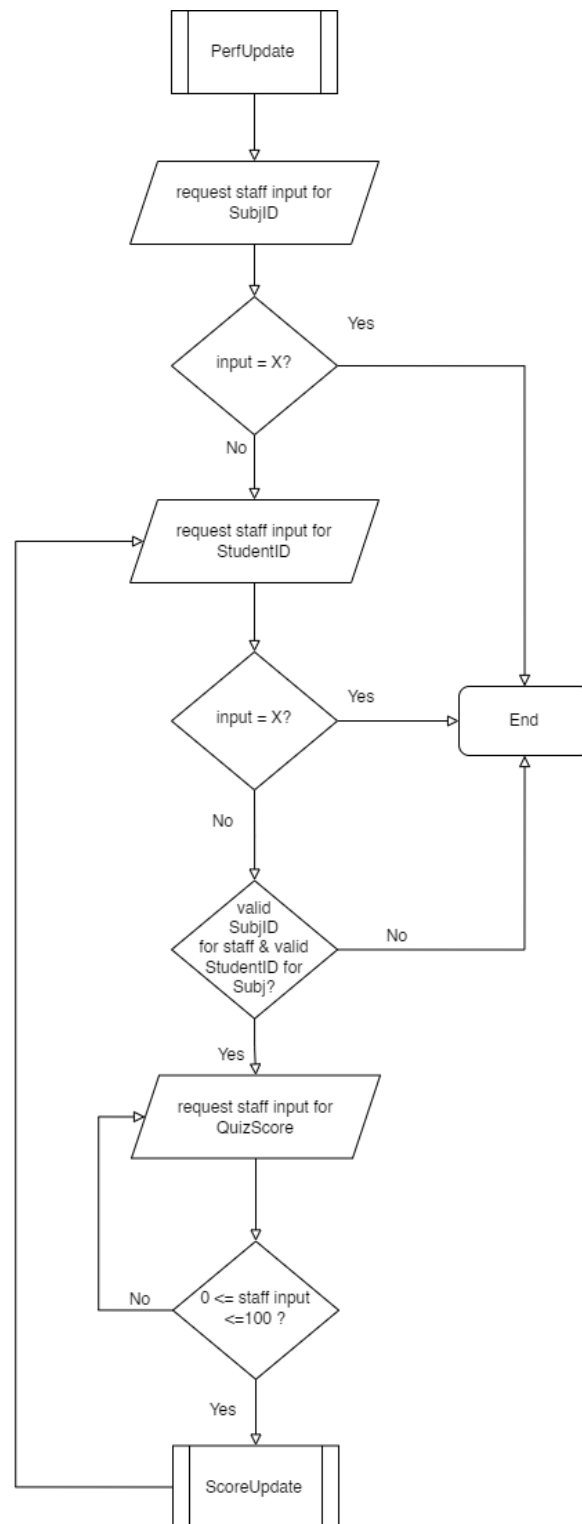 PerfUpdate
request staff input for
SubjID
Yes
input = X?
No
request staff input for
StudentID
Yes
input = X?
End
No
valid
SubjID
for staff & valid
StudentID for
Subj?
No
Yes
request staff input for
QuizScore
No
0 <= staff input
<=100 ?
Yes
ScoreUpdate